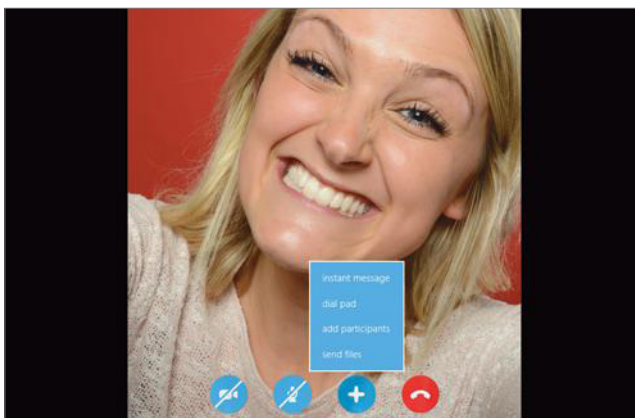 instant message
dial pad
add participants
send files